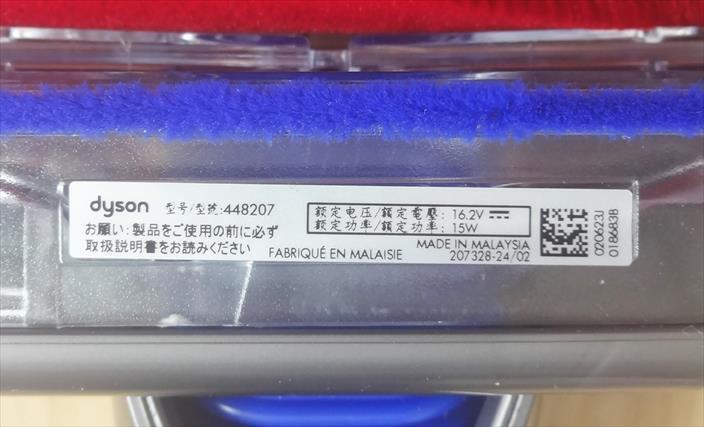 dyson 型号/型號:448207
お願い:製品をご使用の前に必ず
取扱説明書をお読みください
FABRIQUÉ EN MALAISIE
额定电压/額定電壓: 16.2V⎓
额定功率/額定功率: 15W
MADE IN MALAYSIA
207328-24/02
020623J
018683B